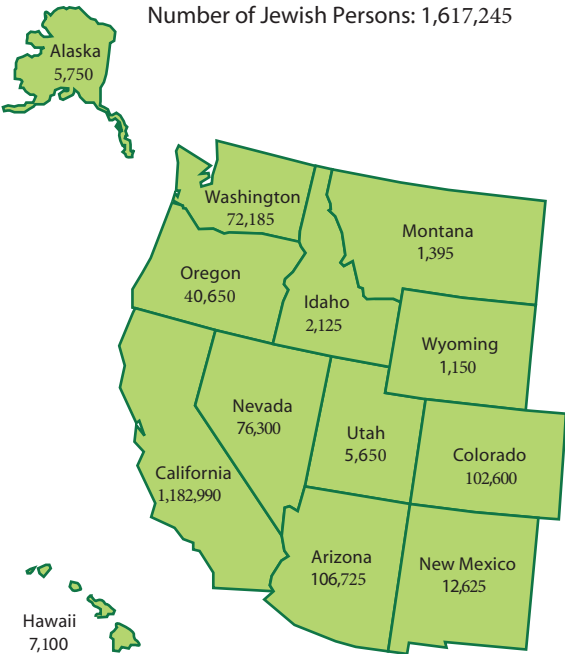 Number of Jewish Persons: 1,617,245
Alaska
5,750
Washington
72,185
Montana
1,395
Oregon
40,650
Idaho
2,125
Wyoming
1,150
Nevada
76,300
Utah
5,650
Colorado
102,600
California
1,182,990
Arizona
106,725
New Mexico
12,625
Hawaii
7,100